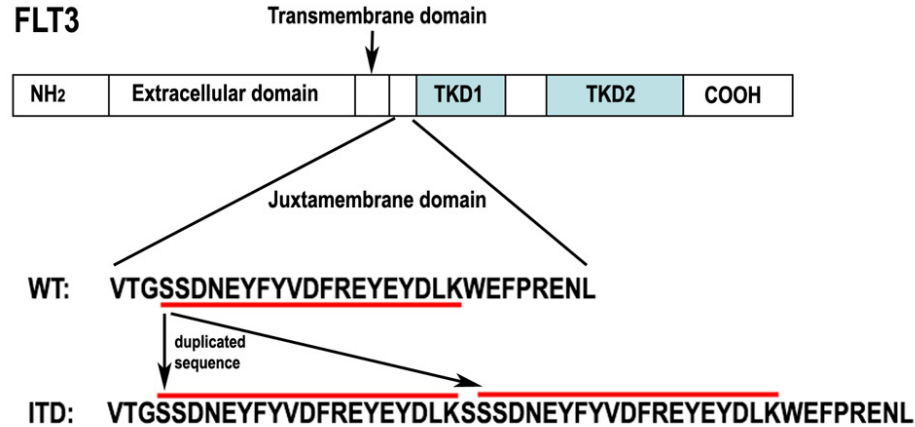 FLT3
Transmembrane domain
NH2 Extracellular domain TKD1 TKD2 COOH
Juxtamembrane domain
WT: VTGSSDNEYFYVDFREYEYDLKWEFPRENL
duplicated
sequence
ITD: VTGSSDNEYFYVDFREYEYDLKSSSDNEYFYVDFREYEYDLKWEFPRENL